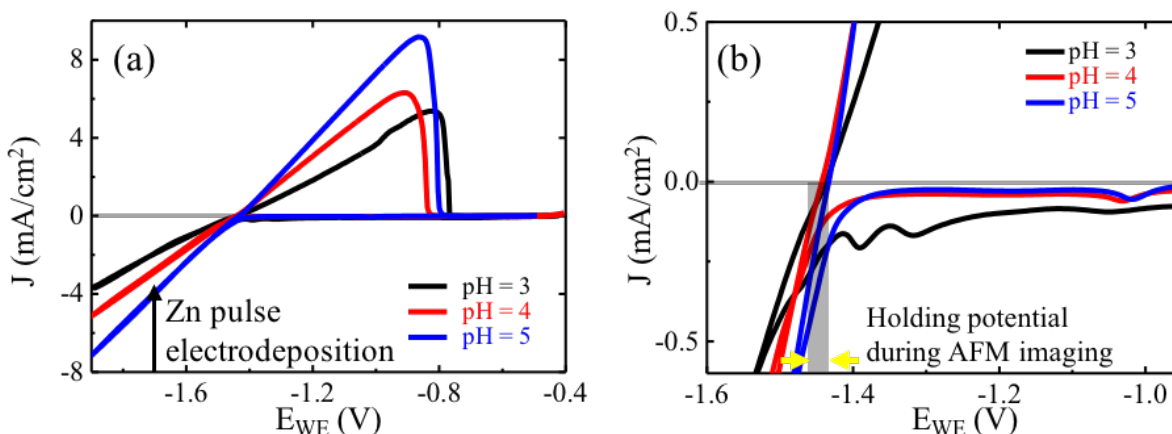 (a)
8
4
0
-4
-8
J (mA/cm²)
pH = 3
pH = 4
pH = 5
Zn pulse
electrodeposition
-1.6
-1.2
-0.8
-0.4
E_WE (V)
(b)
0.5
0.0
-0.5
J (mA/cm²)
pH = 3
pH = 4
pH = 5
Holding potential
during AFM imaging
-1.6
-1.4
-1.2
-1.0
E_WE (V)